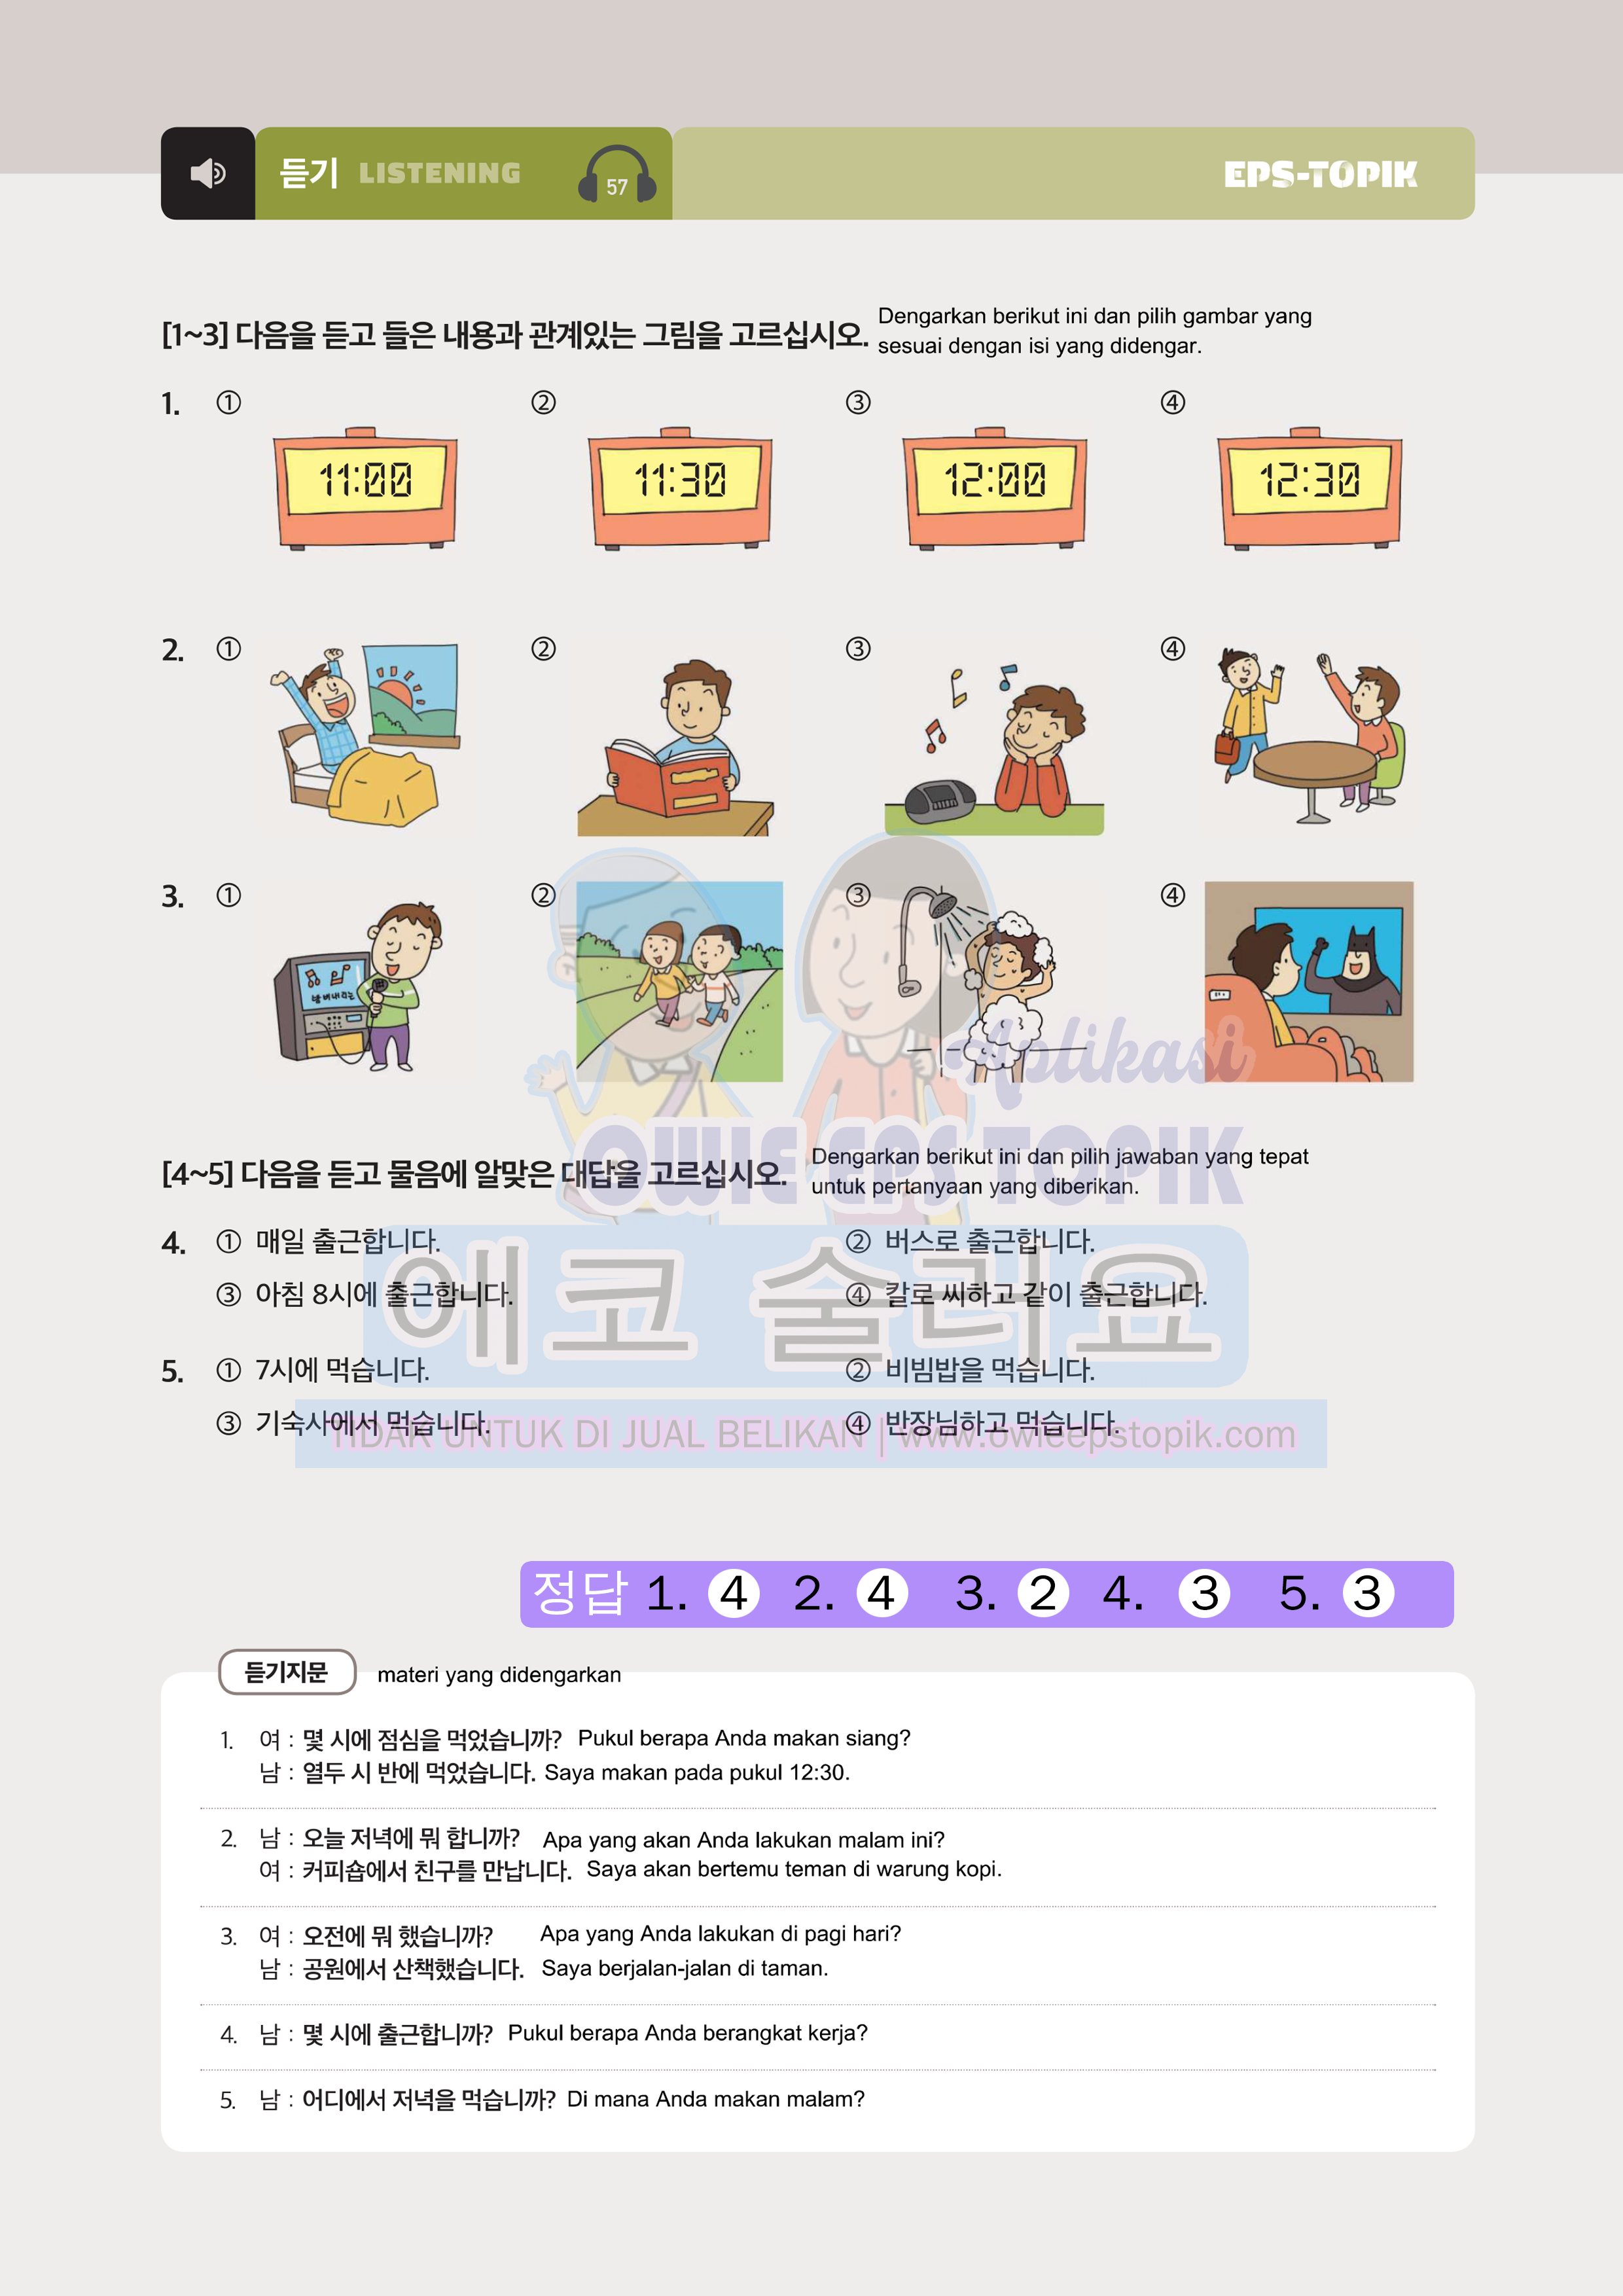 듣기 LISTENING 57 EPS-TOPIK
[1~3] 다음을 듣고 들은 내용과 관계있는 그림을 고르십시오.
Dengarkan berikut ini dan pilih gambar yang
sesuai dengan isi yang didengar.
1. ① ② ③ ④
11:00 11:30 12:00 12:30
2. ① ② ③ ④
3. ① ② ③ ④
Aplikasi
OWIE EPS TOPIK
[4~5] 다음을 듣고 물음에 알맞은 대답을 고르십시오.
Dengarkan berikut ini dan pilih jawaban yang tepat
untuk pertanyaan yang diberikan.
4. ① 매일 출근합니다. ② 버스로 출근합니다.
③ 아침 8시에 출근합니다. ④ 칼로 씨하고 같이 출근합니다.
에코 술러요
5. ① 7시에 먹습니다. ② 비빔밥을 먹습니다.
③ 기숙사에서 먹습니다. ④ 반장님하고 먹습니다.
TIDAK UNTUK DI JUAL BELIKAN | www.owieepstopik.com
정답 1. 4 2. 4 3. 2 4. 3 5. 3
듣기지문 materi yang didengarkan
1. 여 : 몇 시에 점심을 먹었습니까? Pukul berapa Anda makan siang?
남 : 열두 시 반에 먹었습니다. Saya makan pada pukul 12:30.
2. 남 : 오늘 저녁에 뭐 합니까? Apa yang akan Anda lakukan malam ini?
여 : 커피숍에서 친구를 만납니다. Saya akan bertemu teman di warung kopi.
3. 여 : 오전에 뭐 했습니까? Apa yang Anda lakukan di pagi hari?
남 : 공원에서 산책했습니다. Saya berjalan-jalan di taman.
4. 남 : 몇 시에 출근합니까? Pukul berapa Anda berangkat kerja?
5. 남 : 어디에서 저녁을 먹습니까? Di mana Anda makan malam?